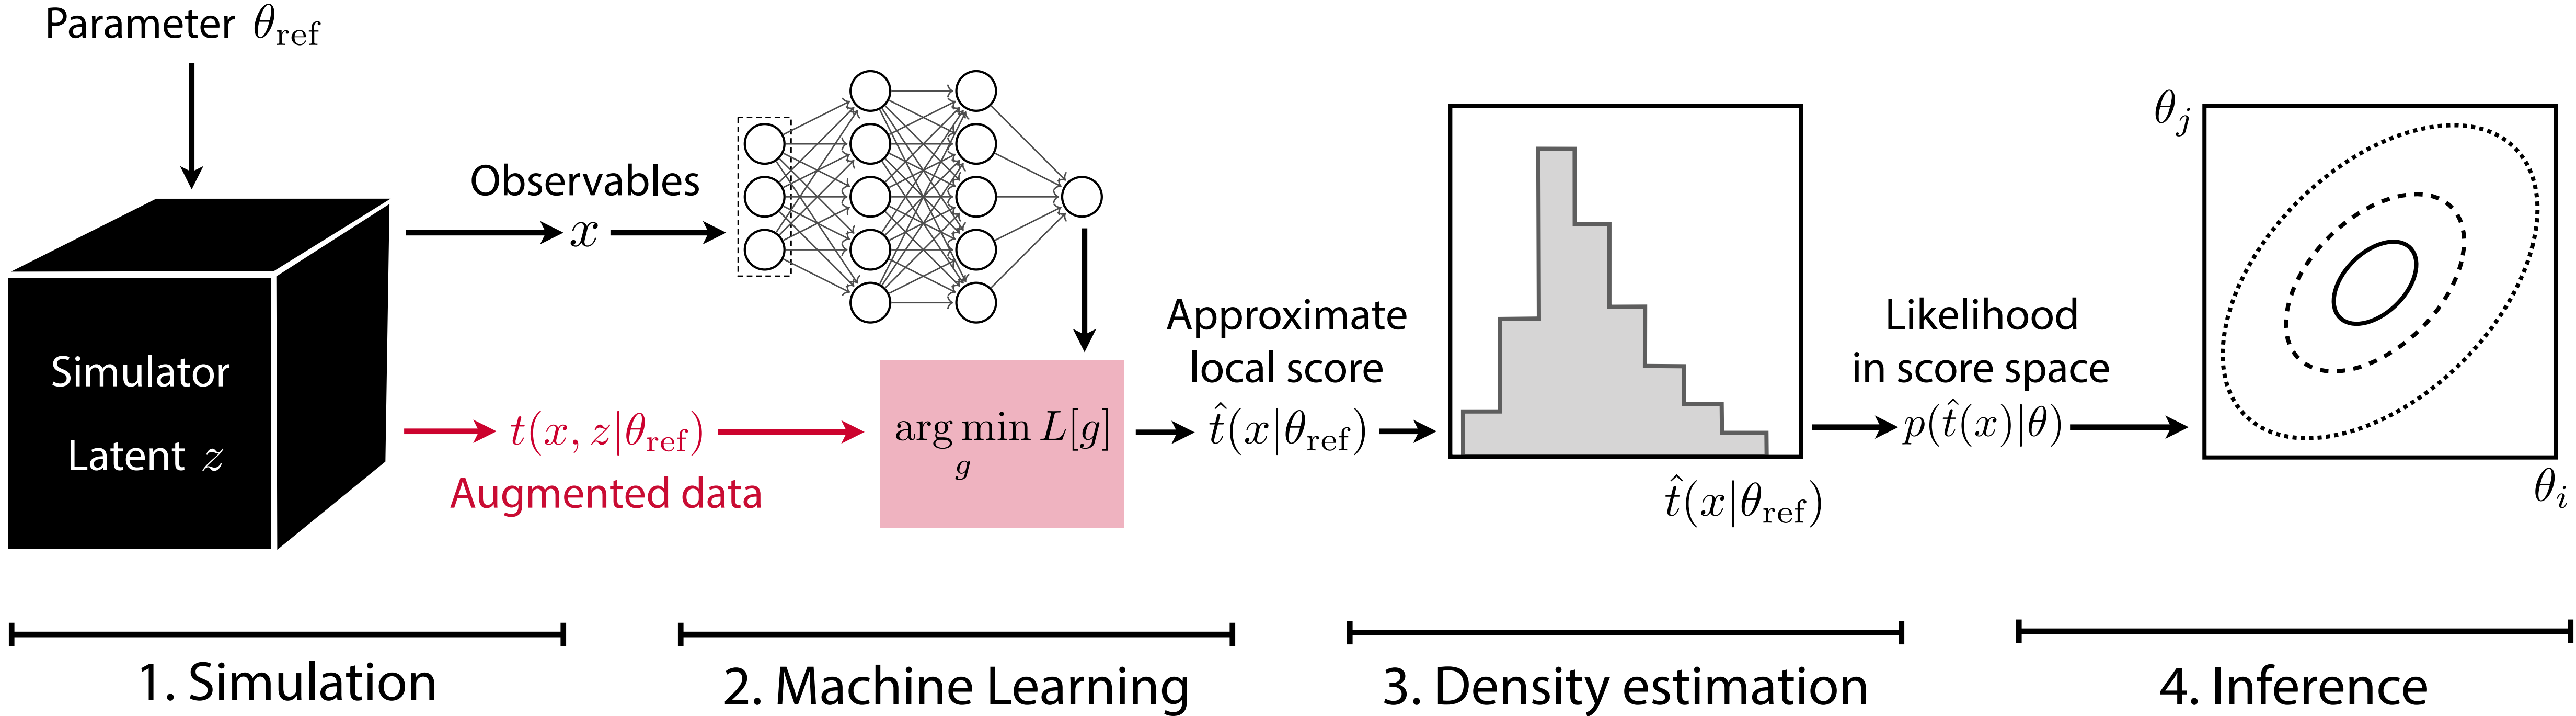 Parameter θ_ref
Simulator
Latent z
Observables
x
t(x, z|θ_ref)
Augmented data
arg min L[g]
g
Approximate
local score
t̂(x|θ_ref)
t̂(x|θ_ref)
Likelihood
in score space
p(t̂(x)|θ)
θ_j
θ_i
1. Simulation
2. Machine Learning
3. Density estimation
4. Inference